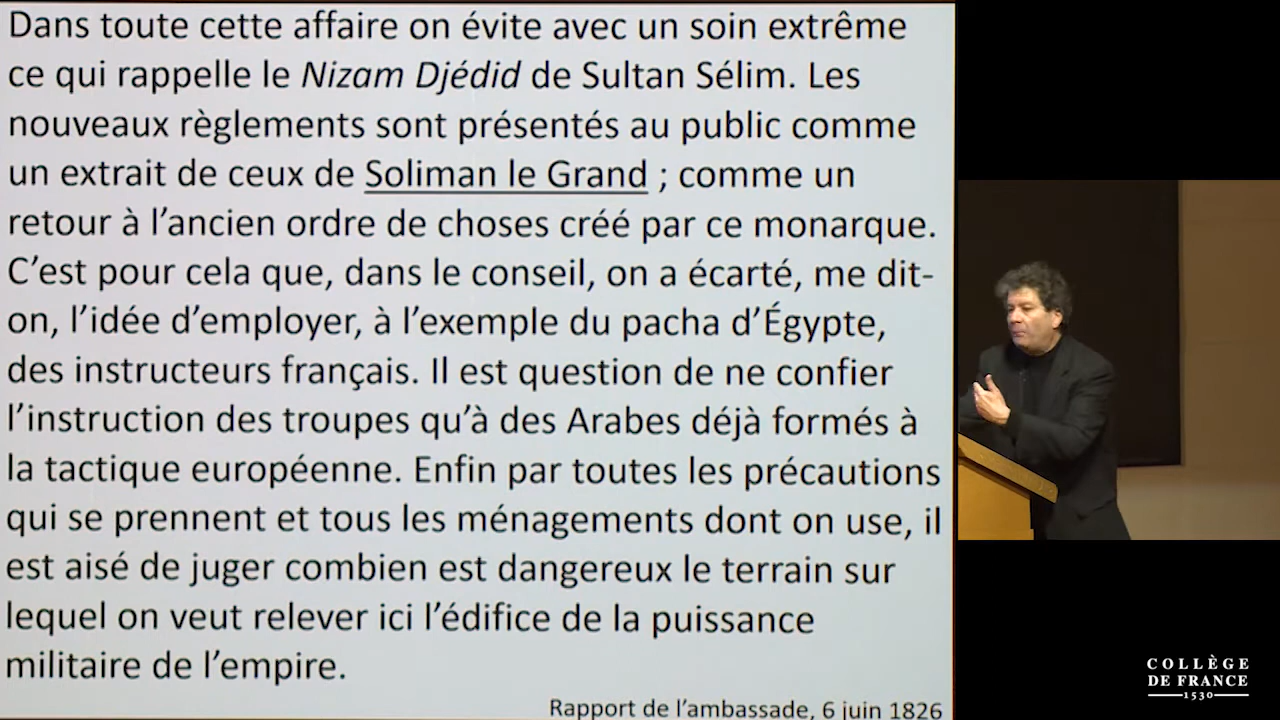 Dans toute cette affaire on évite avec un soin extrême
ce qui rappelle le Nizam Djédid de Sultan Sélim. Les
nouveaux règlements sont présentés au public comme
un extrait de ceux de Soliman le Grand ; comme un
retour à l’ancien ordre de choses créé par ce monarque.
C’est pour cela que, dans le conseil, on a écarté, me dit-
on, l’idée d’employer, à l’exemple du pacha d’Égypte,
des instructeurs français. Il est question de ne confier
l’instruction des troupes qu’à des Arabes déjà formés à
la tactique européenne. Enfin par toutes les précautions
qui se prennent et tous les ménagements dont on use, il
est aisé de juger combien est dangereux le terrain sur
lequel on veut relever ici l’édifice de la puissance
militaire de l’empire.
Rapport de l’ambassade, 6 juin 1826
COLLÈGE
DE FRANCE
1530